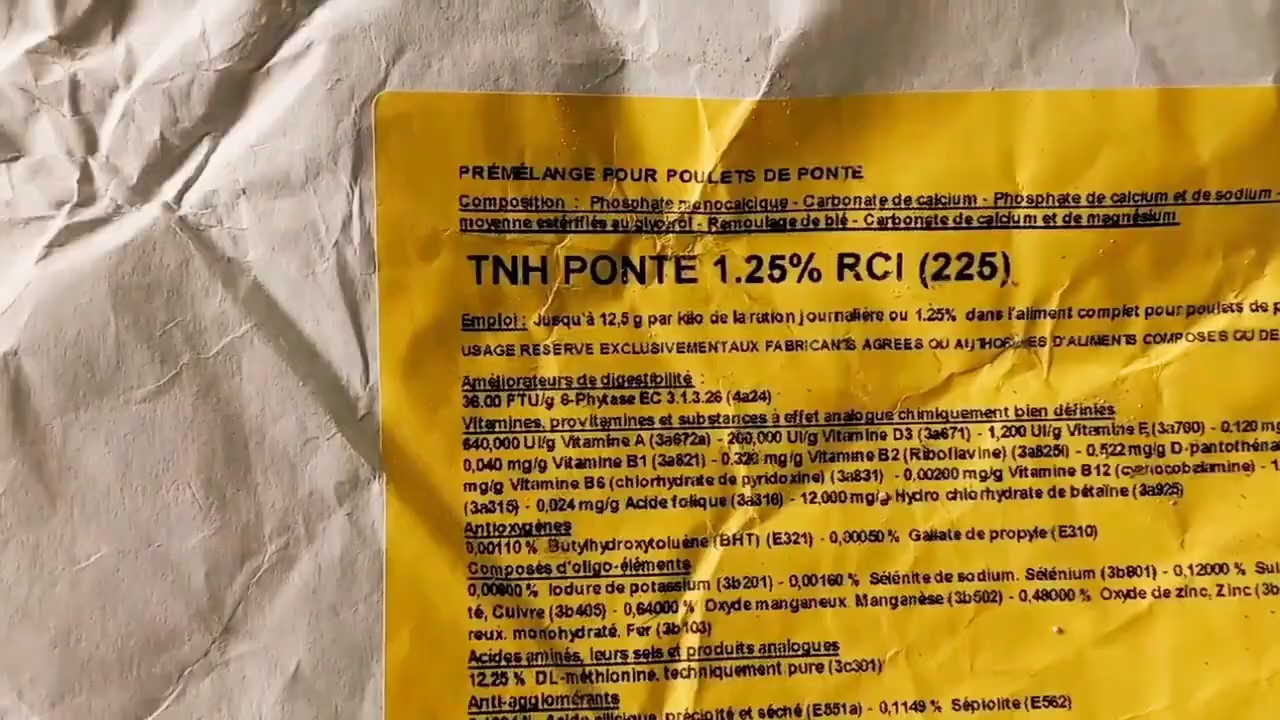 PRÉMÉLANGE POUR POULETS DE PONTE
Composition : Phosphate monocalcique - Carbonate de calcium - Phosphate de calcium et de sodium -
moyenne estérifiés au glycérol - Remoulage de blé - Carbonate de calcium et de magnésium
TNH PONTE 1.25% RCI (225)
Emploi : Jusqu'à 12,5 g par kilo de la ration journalière ou 1.25% dans l'aliment complet pour poulets de p
USAGE RESERVE EXCLUSIVEMENT AUX FABRICANTS AGREES OU AUTHORISES D'ALIMENTS COMPOSES OU DE
Améliorateurs de digestibilité :
36.00 FTU/g 6-Phytase EC 3.1.3.26 (4a24)
Vitamines, provitamines et substances à effet analogue chimiquement bien définies
640,000 UI/g Vitamine A (3a672a) - 200,000 UI/g Vitamine D3 (3a671) - 1,200 UI/g Vitamine E (3a700) - 0.120 mg
0,040 mg/g Vitamine B1 (3a821) - 0.320 mg/g Vitamine B2 (Riboflavine) (3a825i) - 0.522 mg/g D-pantothéna
mg/g Vitamine B6 (chlorhydrate de pyridoxine) (3a831) - 0,00200 mg/g Vitamine B12 (cyanocobalamine) - 1
(3a315) - 0,024 mg/g Acide folique (3a316) - 12,000 mg/g Hydro chlorhydrate de bétaïne (3a925)
Antioxygènes
0,00110 % Butylhydroxytoluène (BHT) (E321) - 0,00050 % Gallate de propyle (E310)
Composés d'oligo-éléments
Iodure de potassium (3b201) - 0,00160 % Sélénite de sodium. Sélénium (3b801) - 0,12000 % Sul
té, Cuivre (3b405) - 0,64000 % Oxyde manganeux. Manganèse (3b502) - 0,48000 % Oxyde de zinc, Zinc (3b
reux. monohydraté. Fer (3b103)
Acides aminés, leurs sels et produits analogues
12.25 % DL-méthionine, techniquement pure (3c301)
Anti-agglomérants
Acide silicique, précipité et séché (E551a) - 0,1149 % Sépiolite (E562)